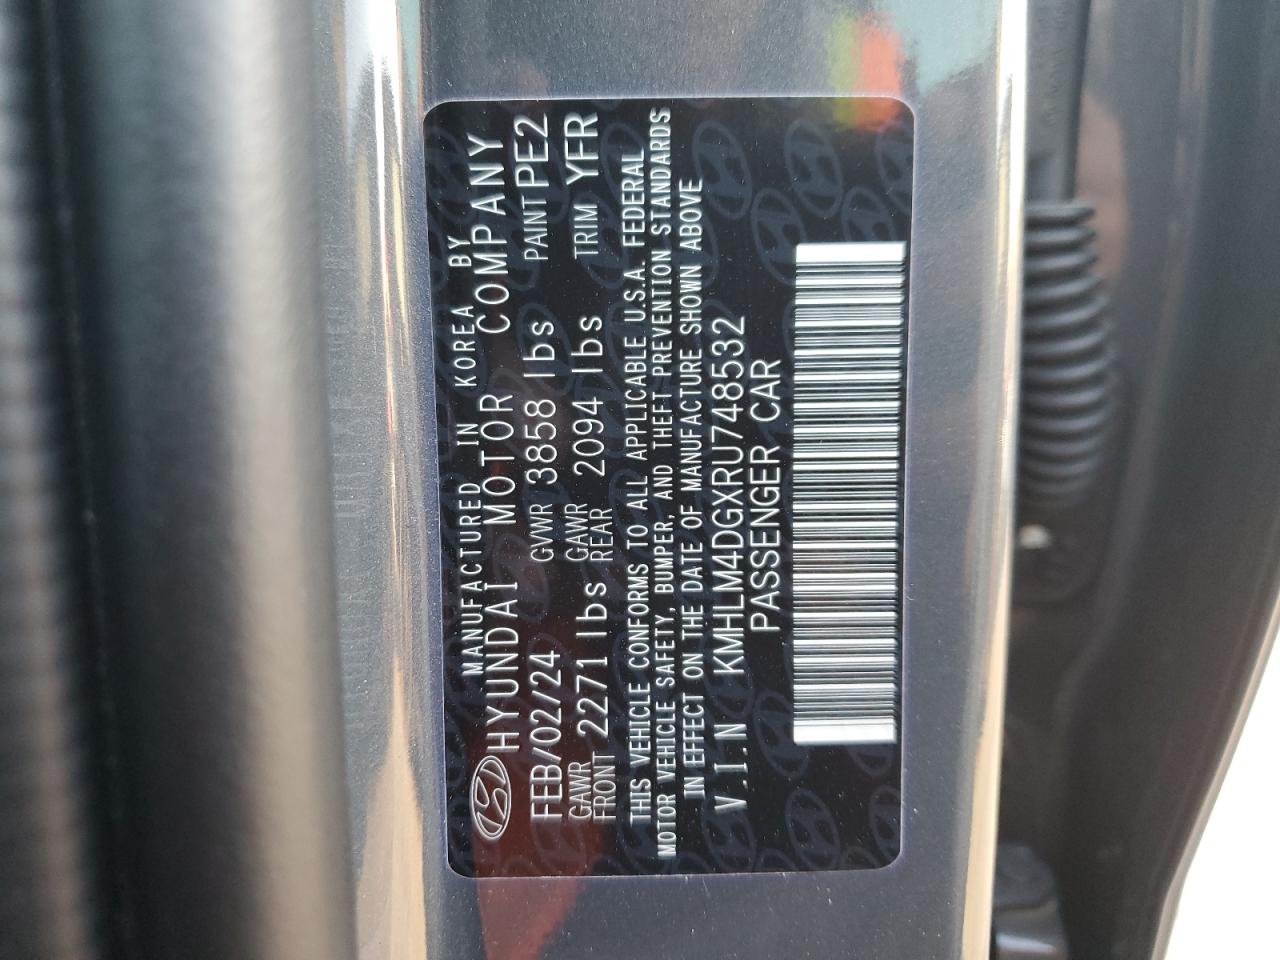 MANUFACTURED IN KOREA BY
HYUNDAI MOTOR COMPANY
FEB/02/24 GVWR 3858 lbs PAINT PE2
GAWR FRONT 2271 lbs GAWR REAR 2094 lbs TRIM YFR
THIS VEHICLE CONFORMS TO ALL APPLICABLE U.S.A. FEDERAL
MOTOR VEHICLE SAFETY, BUMPER, AND THEFT PREVENTION STANDARDS
IN EFFECT ON THE DATE OF MANUFACTURE SHOWN ABOVE
V.I.N KMHLM4DGXRU748532
PASSENGER CAR